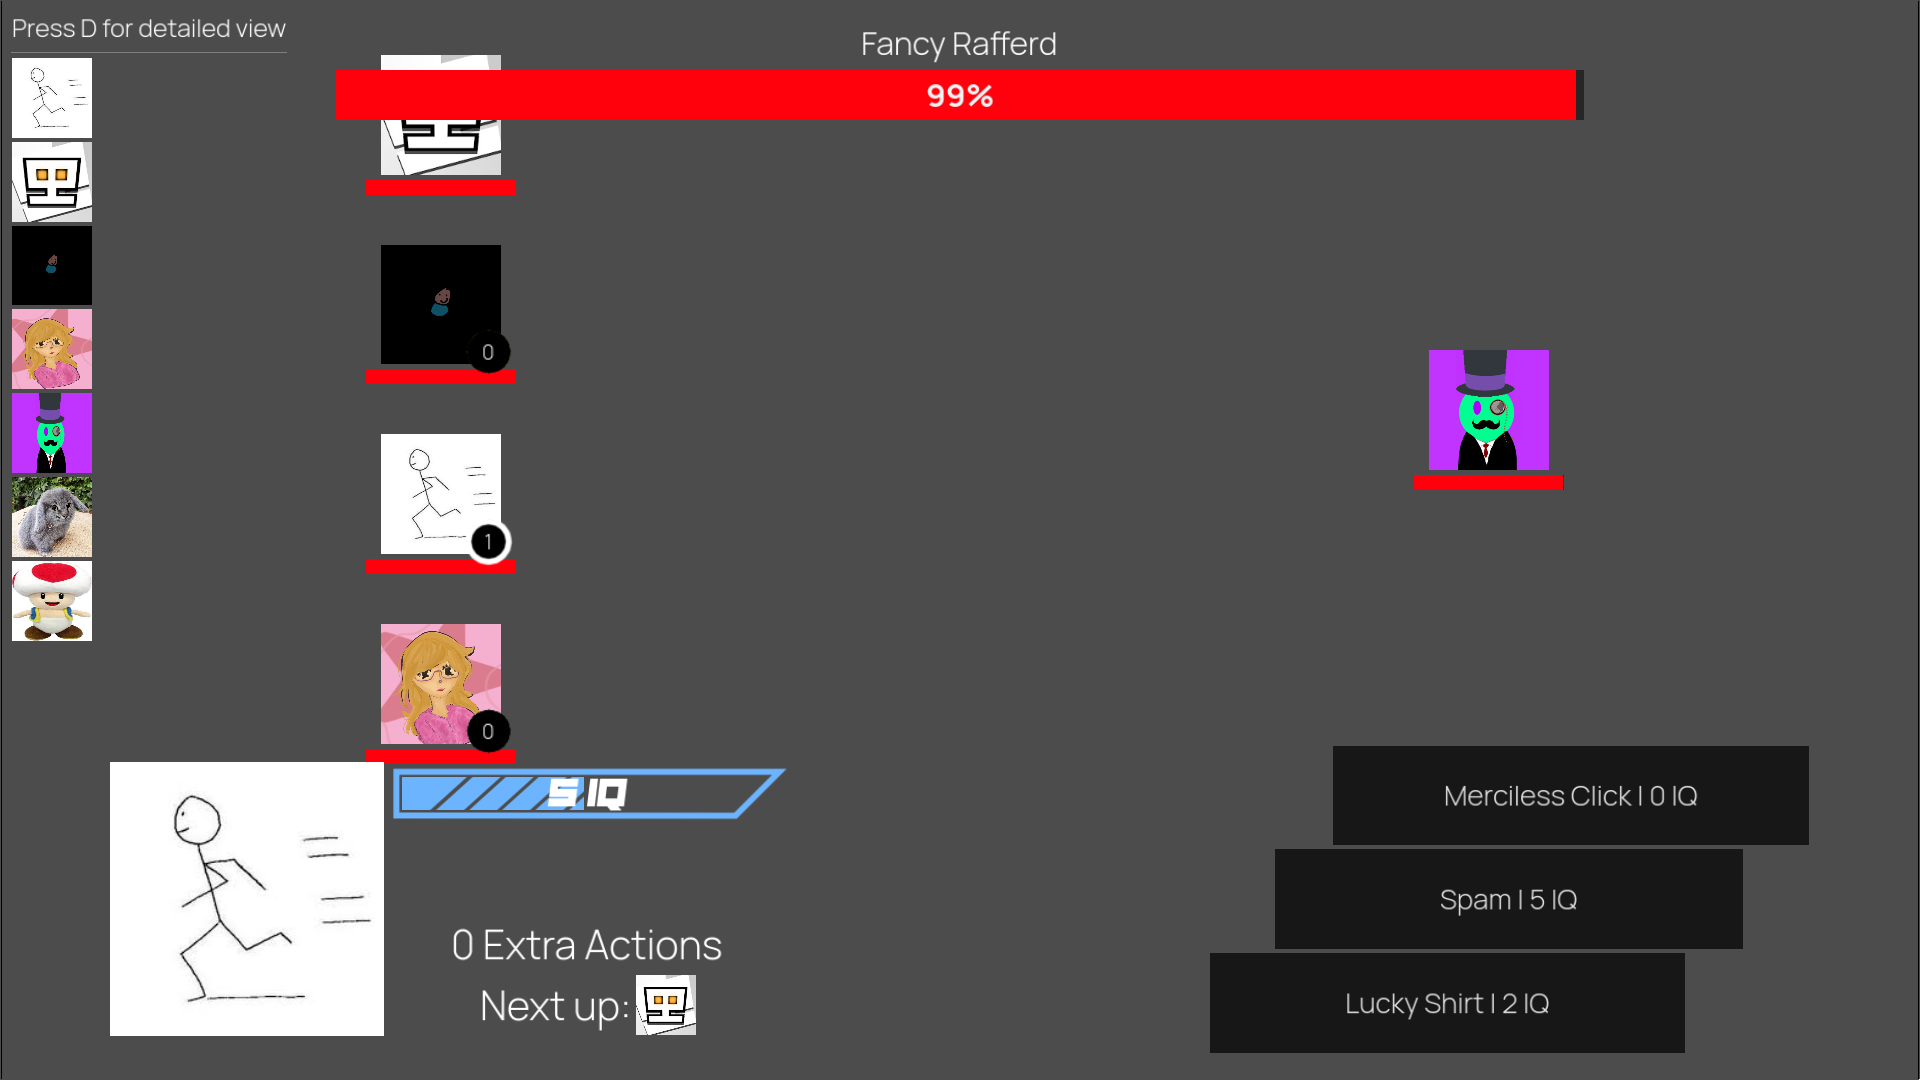 Press D for detailed view
Fancy Rafferd
99%
0
1
0
5 IQ
0 Extra Actions
Next up:
Merciless Click | 0 IQ
Spam | 5 IQ
Lucky Shirt | 2 IQ